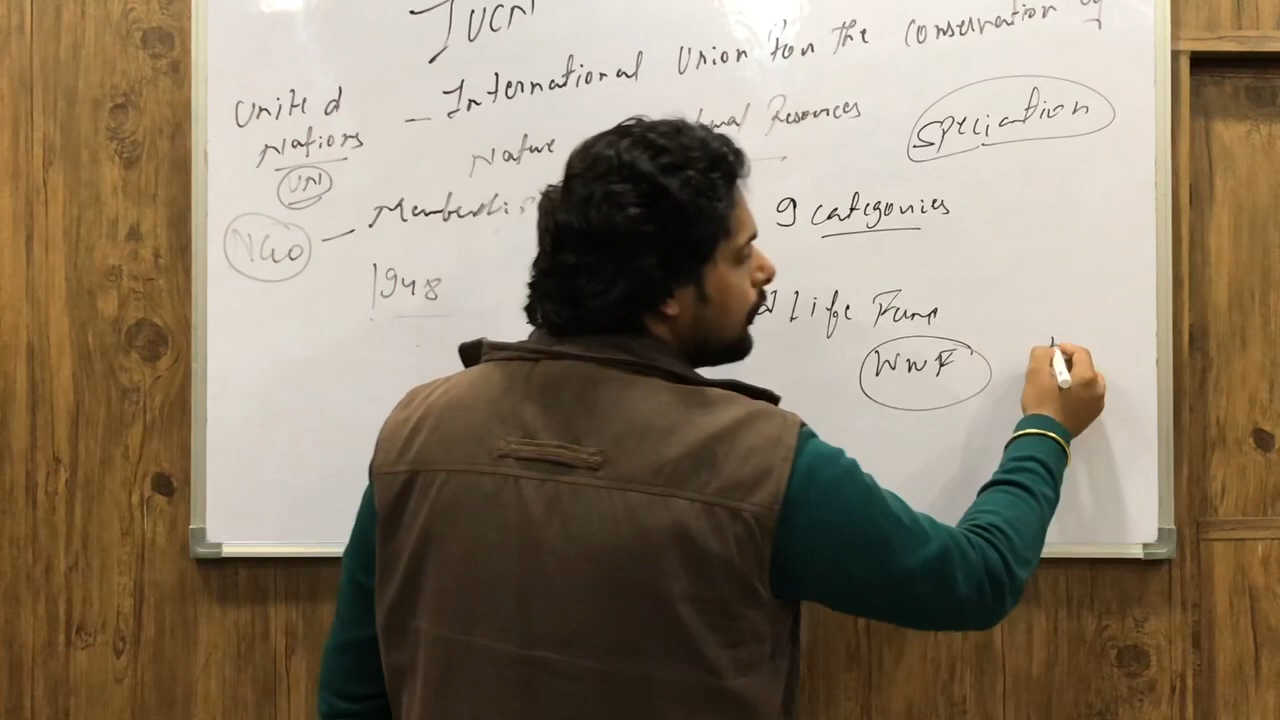 IUCN
United
Nations
UN
— International Union for the Conservation of
Nature Resources
Speciation
NGO —
9 categories
1948
Life Fund
WWF